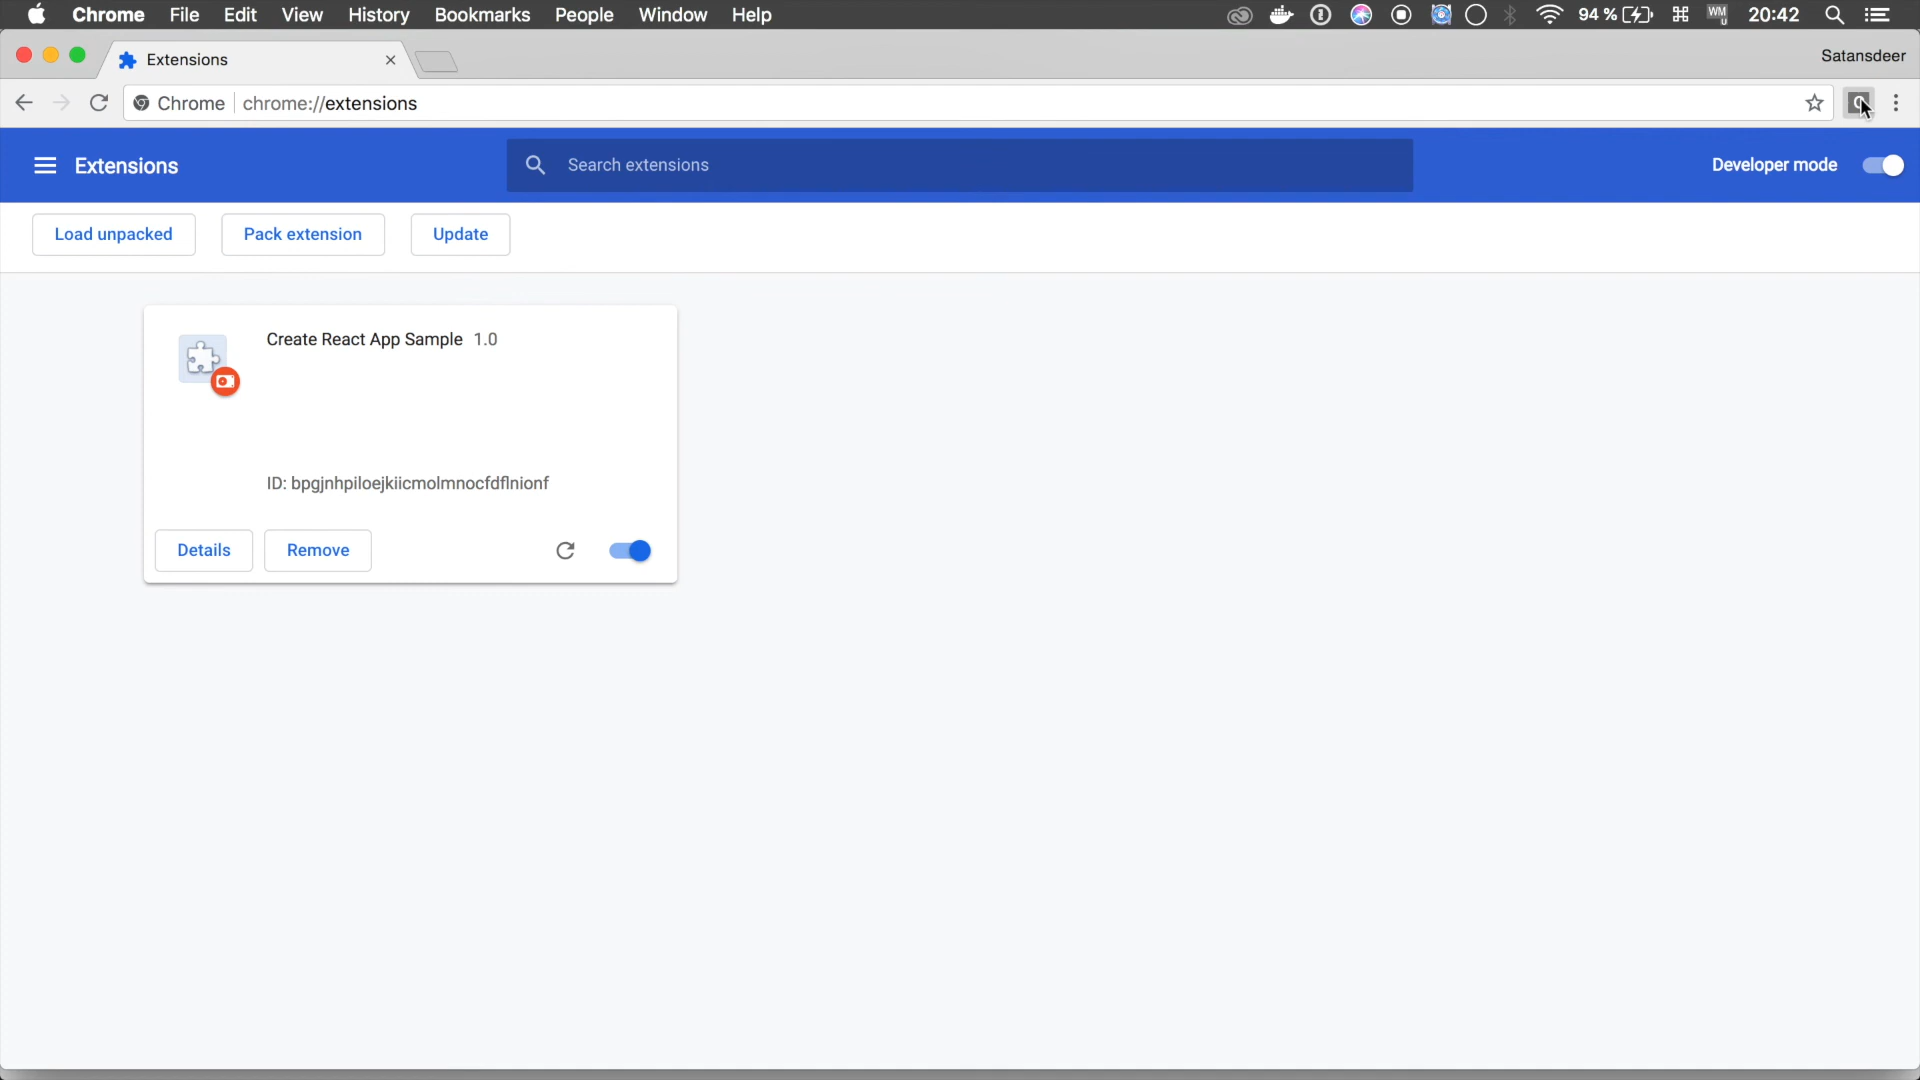 Chrome File Edit View History Bookmarks People Window Help 94 % WM U 20:42
Extensions Satansdeer
Chrome chrome://extensions
Extensions Search extensions Developer mode
Load unpacked Pack extension Update
Create React App Sample 1.0
ID: bpgjnhpiloejkiicmolmnocfdflnionf
Details Remove